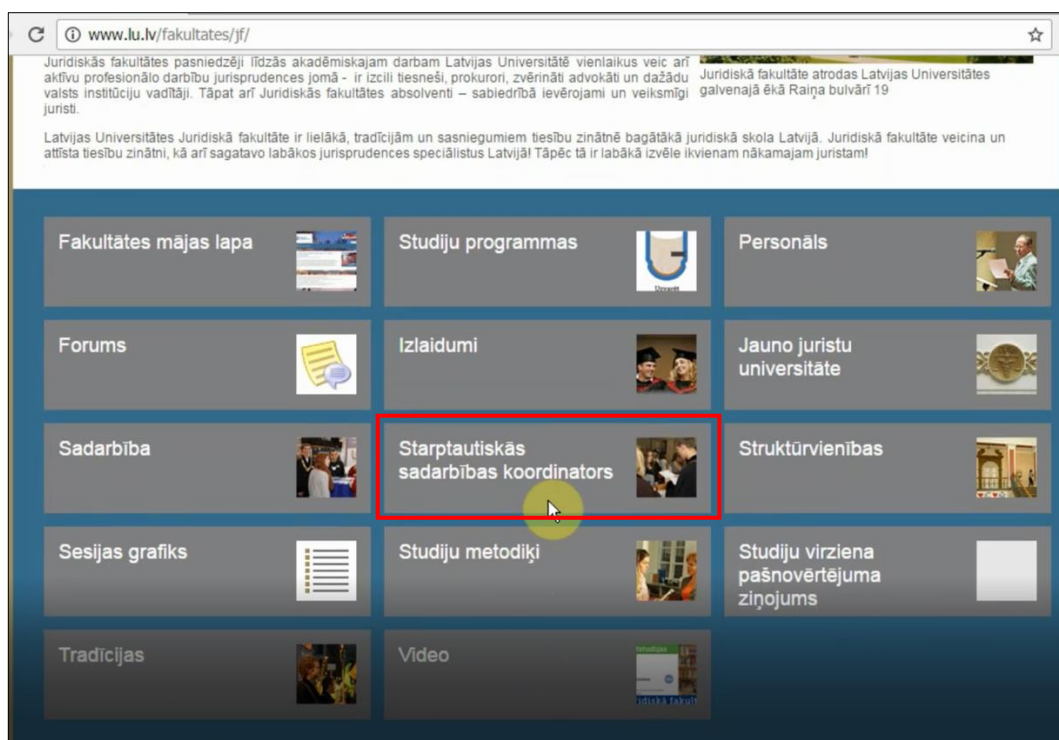 www.lu.lv/fakultates/jf/
Juridiskās fakultātes pasniedzēji līdzās akadēmiskajam darbam Latvijas Universitātē vienlaikus veic arī
aktīvu profesionālo darbību jurisprudences jomā - ir izcili tiesneši, prokurori, zvērināti advokāti un dažādu
valsts institūciju vadītāji. Tāpat arī Juridiskās fakultātes absolventi – sabiedrībā ievērojami un veiksmīgi
juristi.
Juridiskā fakultāte atrodas Latvijas Universitātes
galvenajā ēkā Raiņa bulvārī 19
Latvijas Universitātes Juridiskā fakultāte ir lielākā, tradīcijām un sasniegumiem tiesību zinātnē bagātākā juridiskā skola Latvijā. Juridiskā fakultāte veicina un
attīsta tiesību zinātni, kā arī sagatavo labākos jurisprudences speciālistus Latvijā! Tāpēc tā ir labākā izvēle ikvienam nākamajam juristam!
Fakultātes mājas lapa
Studiju programmas
Personāls
Forums
Izlaidumi
Jauno juristu
universitāte
Sadarbība
Starptautiskās
sadarbības koordinators
Struktūrvienības
Sesijas grafiks
Studiju metodiķi
Studiju virziena
pašnovērtējuma
ziņojums
Tradīcijas
Video